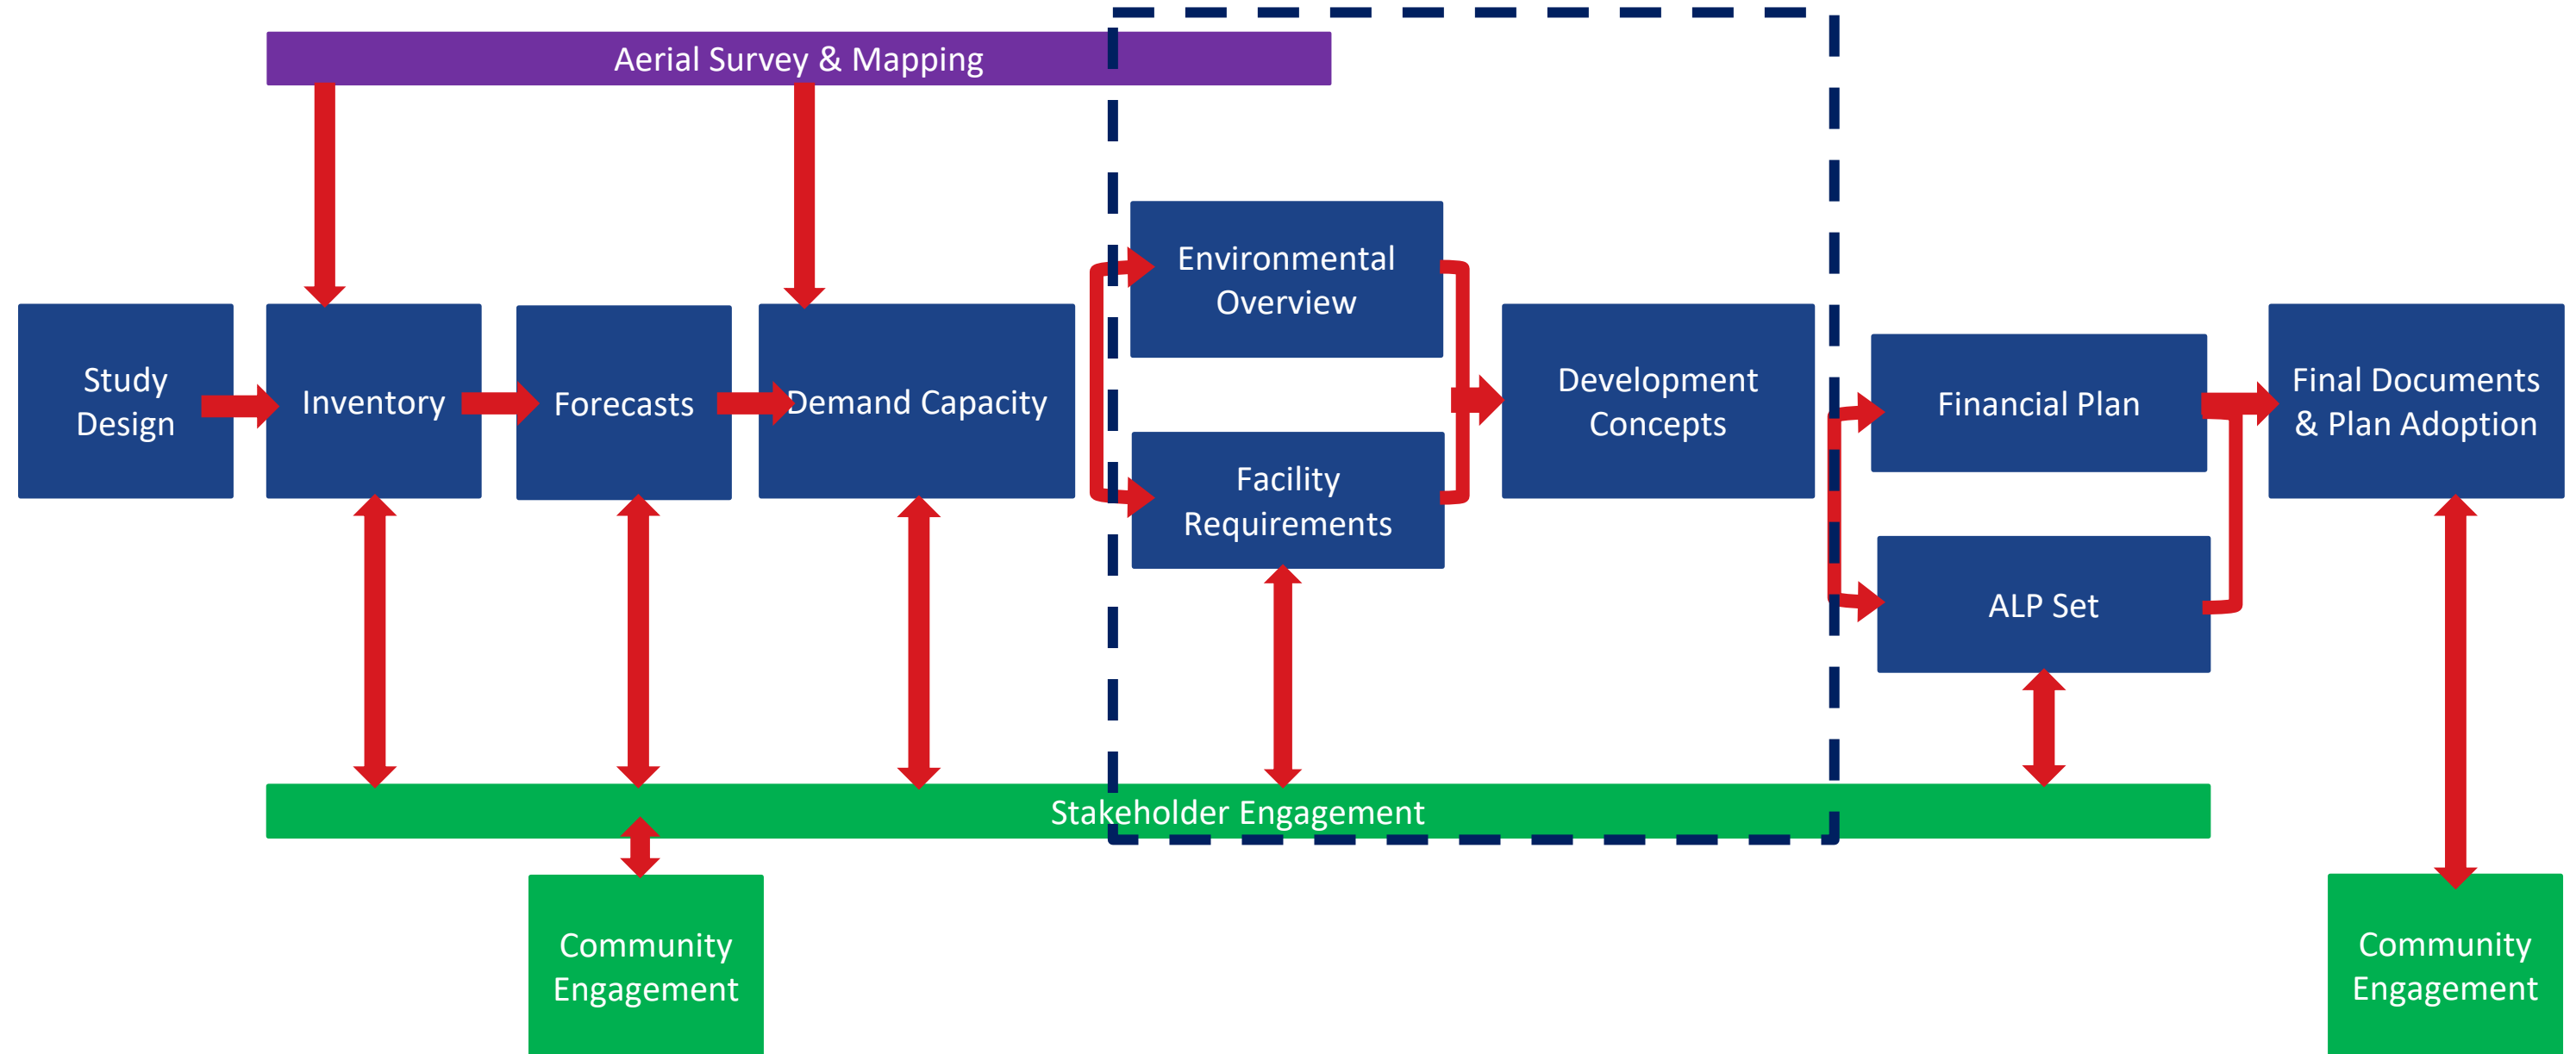 Aerial Survey & Mapping
Study
Design
Inventory
Forecasts
Demand Capacity
Environmental
Overview
Facility
Requirements
Development
Concepts
Financial Plan
ALP Set
Final Documents
& Plan Adoption
Stakeholder Engagement
Community
Engagement
Community
Engagement